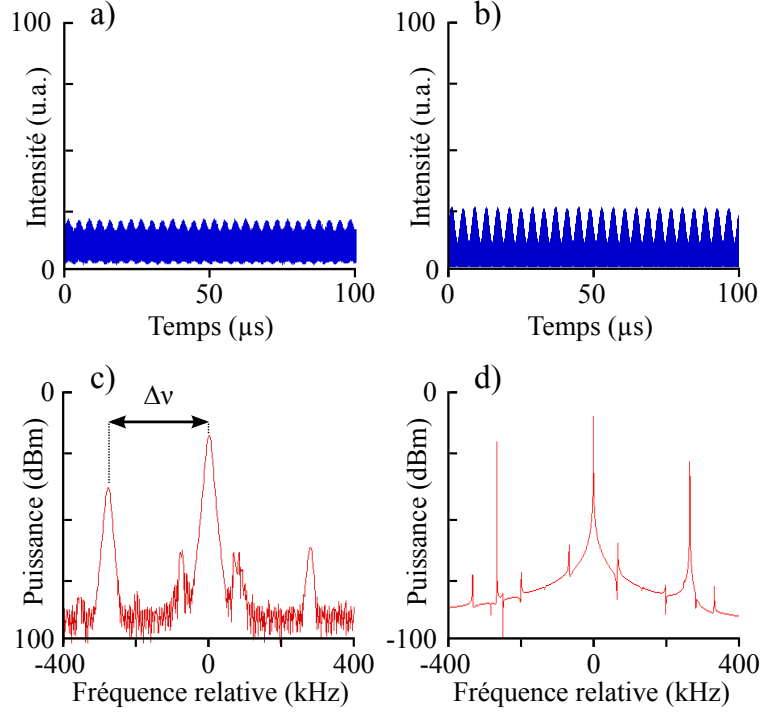 a)
100
Intensité (u.a.)
0
0
50
100
Temps (µs)
b)
100
Intensité (u.a.)
0
0
50
100
Temps (µs)
c)
0
Δν
Puissance (dBm)
100
-400
0
400
Fréquence relative (kHz)
d)
0
Puissance (dBm)
-100
-400
0
400
Fréquence relative (kHz)